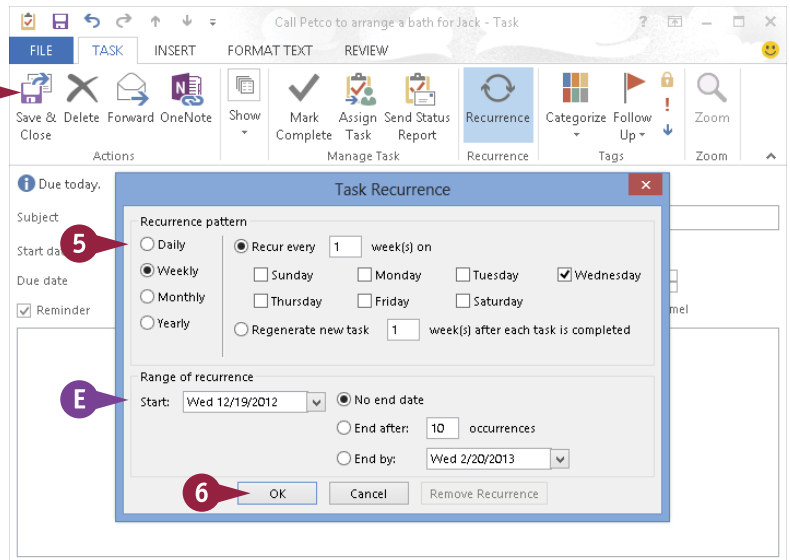 Call Petco to arrange a bath for Jack - Task
FILE TASK INSERT FORMAT TEXT REVIEW
Save & Close Delete Forward OneNote Show Mark Complete Assign Task Send Status Report Recurrence Categorize Follow Up Zoom
Actions Manage Task Recurrence Tags Zoom
Due today.
Task Recurrence
Subject
Recurrence pattern
5
Daily Recur every 1 week(s) on
Due date
Weekly Sunday Monday Tuesday Wednesday
Monthly Thursday Friday Saturday
Reminder
Yearly Regenerate new task 1 week(s) after each task is completed
Range of recurrence
E
Start: Wed 12/19/2012 No end date
End after: 10 occurrences
End by: Wed 2/20/2013
6
OK Cancel Remove Recurrence